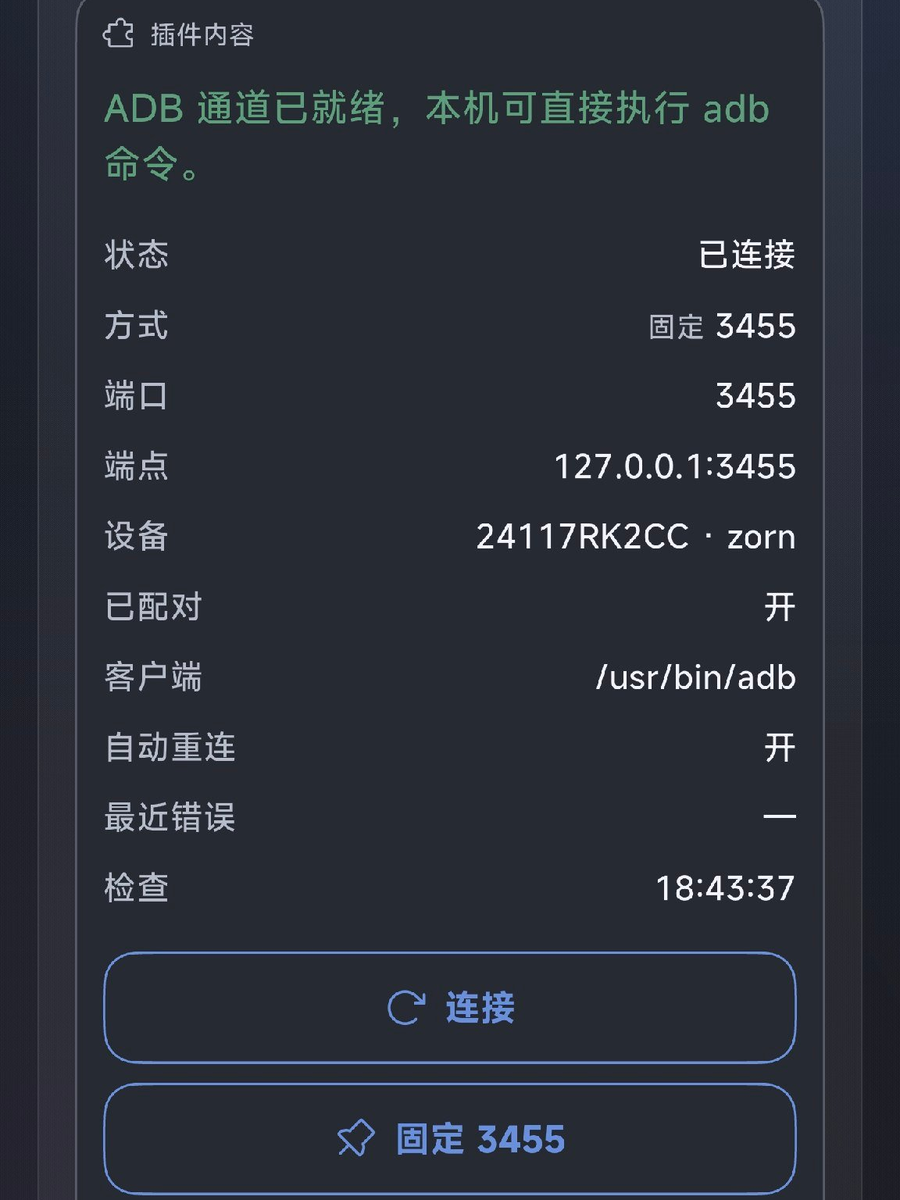 插件内容
ADB 通道已就绪，本机可直接执行 adb
命令。
状态 已连接
方式 固定 3455
端口 3455
端点 127.0.0.1:3455
设备 24117RK2CC · zorn
已配对 开
客户端 /usr/bin/adb
自动重连 开
最近错误 —
检查 18:43:37
连接
固定 3455